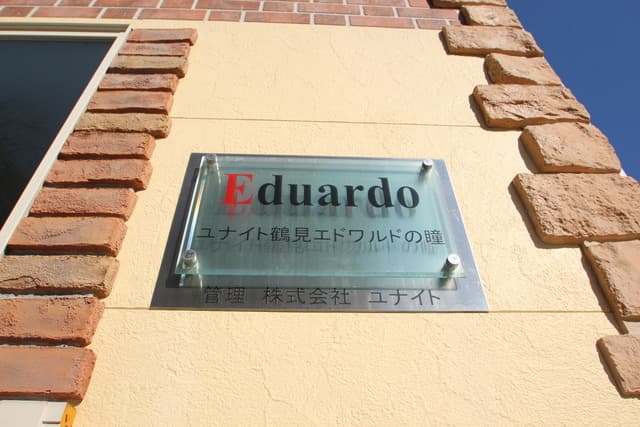 Eduardo
ユナイト鶴見エドワルドの瞳
管理 株式会社 ユナイト